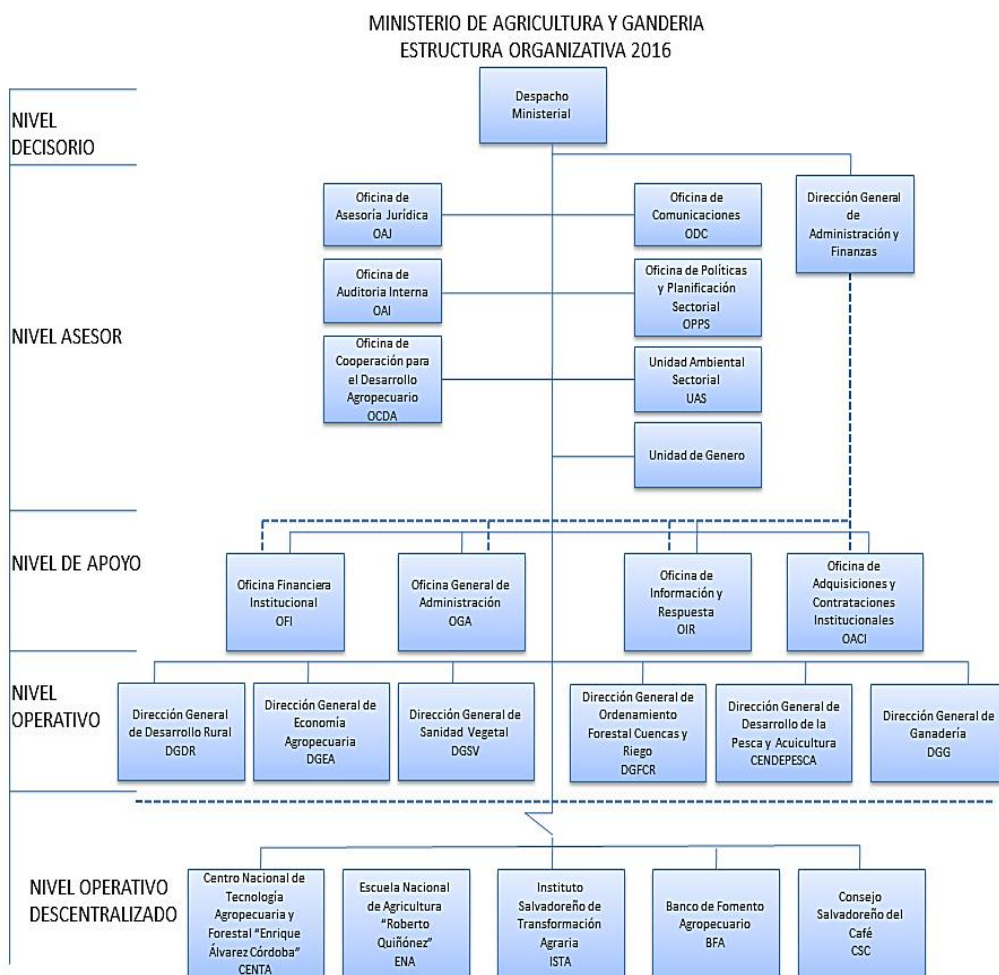 MINISTERIO DE AGRICULTURA Y GANDERIA
ESTRUCTURA ORGANIZATIVA 2016
NIVEL
DECISORIO
Despacho
Ministerial
NIVEL ASESOR
Oficina de
Asesoría Jurídica
OAJ
Oficina de
Comunicaciones
ODC
Dirección General
de
Administración y
Finanzas
Oficina de
Auditoria Interna
OAI
Oficina de Políticas
y Planificación
Sectorial
OPPS
Oficina de
Cooperación para
el Desarrollo
Agropecuario
OCDA
Unidad Ambiental
Sectorial
UAS
Unidad de Genero
NIVEL DE APOYO
Oficina Financiera
Institucional
OFI
Oficina General de
Administración
OGA
Oficina de
Información y
Respuesta
OIR
Oficina de
Adquisiciones y
Contrataciones
Institucionales
OACI
NIVEL
OPERATIVO
Dirección General
de Desarrollo Rural
DGDR
Dirección General de
Economía
Agropecuaria
DGEA
Dirección General de
Sanidad Vegetal
DGSV
Dirección General de
Ordenamiento
Forestal Cuencas y
Riego
DGFCR
Dirección General de
Desarrollo de la
Pesca y Acuicultura
CENDEPESCA
Dirección General de
Ganadería
DGG
NIVEL OPERATIVO
DESCENTRALIZADO
Centro Nacional de
Tecnología
Agropecuaria y
Forestal "Enrique
Álvarez Córdoba"
CENTA
Escuela Nacional
de Agricultura
"Roberto
Quiñónez"
ENA
Instituto
Salvadoreño de
Transformación
Agraria
ISTA
Banco de Fomento
Agropecuario
BFA
Consejo
Salvadoreño del
Café
CSC